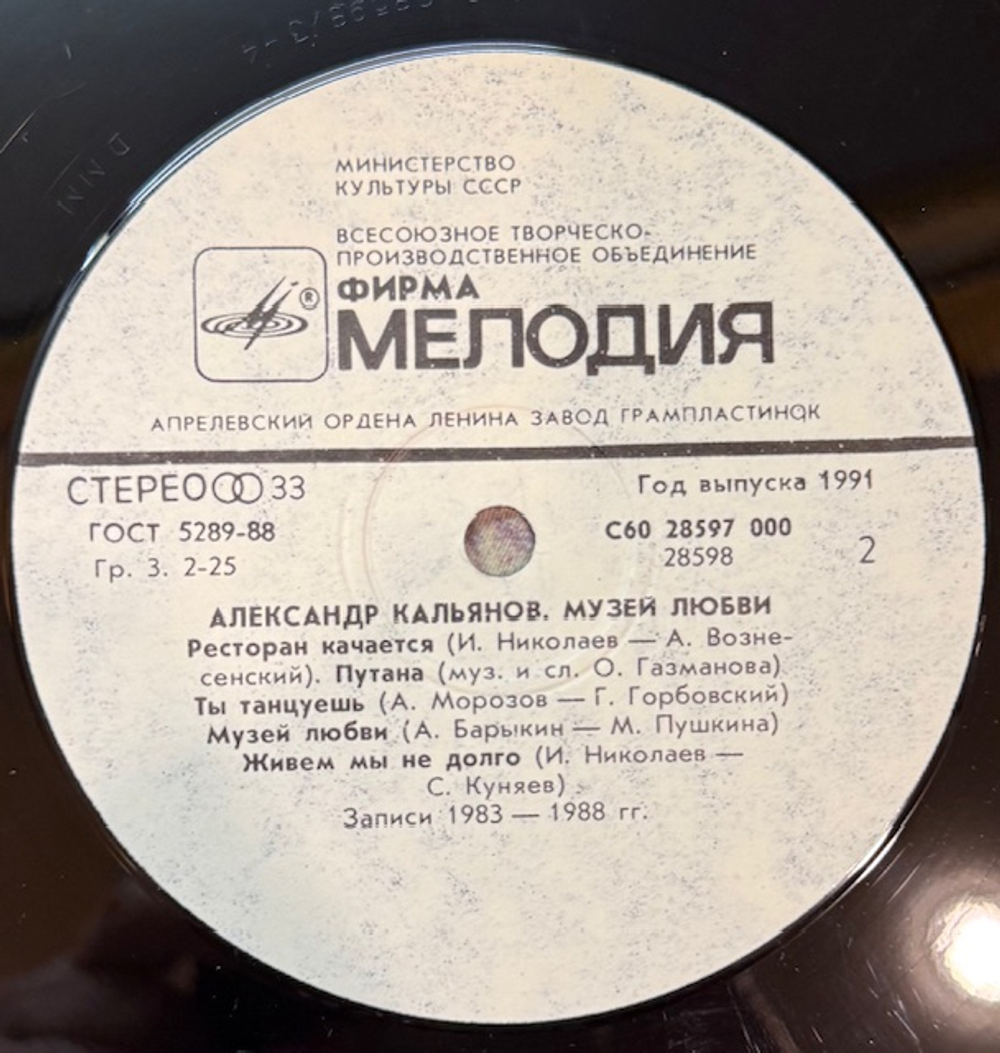 DMM
МИНИСТЕРСТВО
КУЛЬТУРЫ СССР
ВСЕСОЮЗНОЕ ТВОРЧЕСКО-
ПРОИЗВОДСТВЕННОЕ ОБЪЕДИНЕНИЕ
®
ФИРМА
МЕЛОДИЯ
АПРЕЛЕВСКИЙ ОРДЕНА ЛЕНИНА ЗАВОД ГРАМПЛАСТИНОК
СТЕРЕО 33
Год выпуска 1991
ГОСТ 5289-88
С60 28597 000
Гр. 3. 2-25
28598
2
АЛЕКСАНДР КАЛЬЯНОВ. МУЗЕЙ ЛЮБВИ
Ресторан качается (И. Николаев — А. Возне-
сенский). Путана (муз. и сл. О. Газманова)
Ты танцуешь (А. Морозов — Г. Горбовский)
Музей любви (А. Барыкин — М. Пушкина)
Живем мы не долго (И. Николаев —
С. Куняев)
Записи 1983 — 1988 гг.